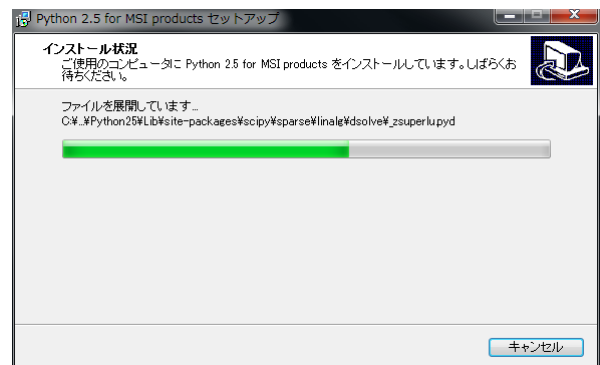 Python 2.5 for MSI products セットアップ
インストール状況
ご使用のコンピュータに Python 2.5 for MSI products をインストールしています。しばらくお
待ちください。
ファイルを展開しています...
C:¥...¥Python25¥Lib¥site-packages¥scipy¥sparse¥linalg¥dsolve¥_zsuperlu.pyd
キャンセル